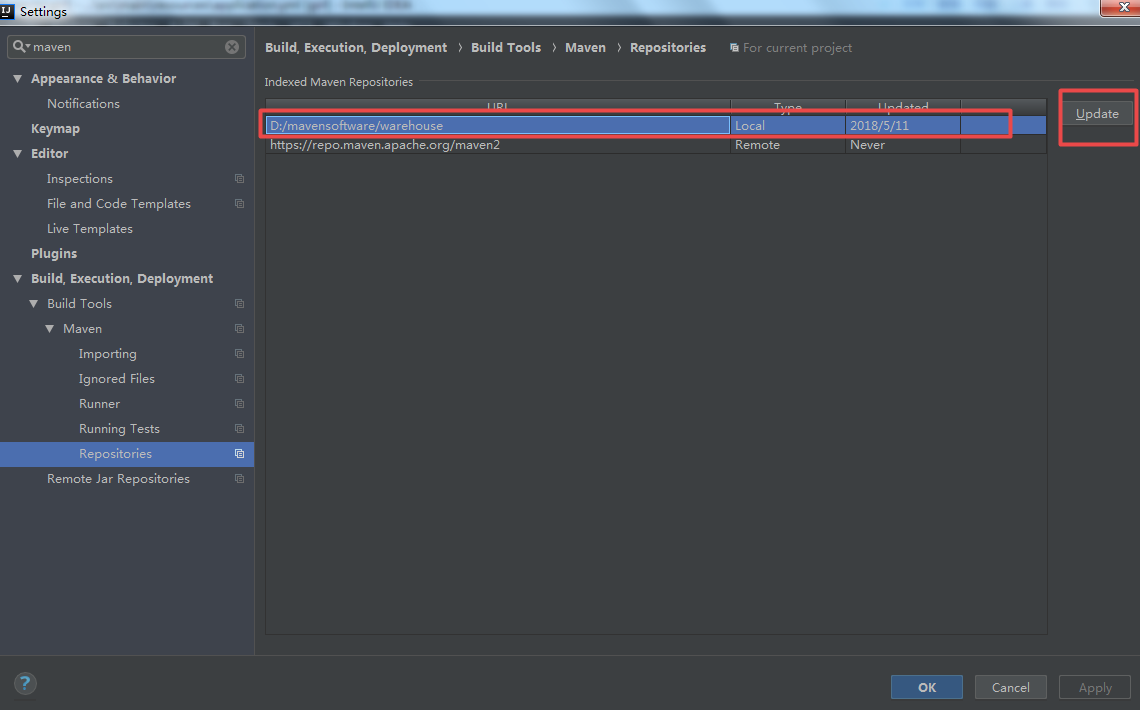 Settings
maven
Appearance & Behavior
Notifications
Keymap
Editor
Inspections
File and Code Templates
Live Templates
Plugins
Build, Execution, Deployment
Build Tools
Maven
Importing
Ignored Files
Runner
Running Tests
Repositories
Remote Jar Repositories
Build, Execution, Deployment › Build Tools › Maven › Repositories For current project
Indexed Maven Repositories
URL Type Updated
D:/mavensoftware/warehouse Local 2018/5/11
https://repo.maven.apache.org/maven2 Remote Never
Update
?
OK Cancel Apply